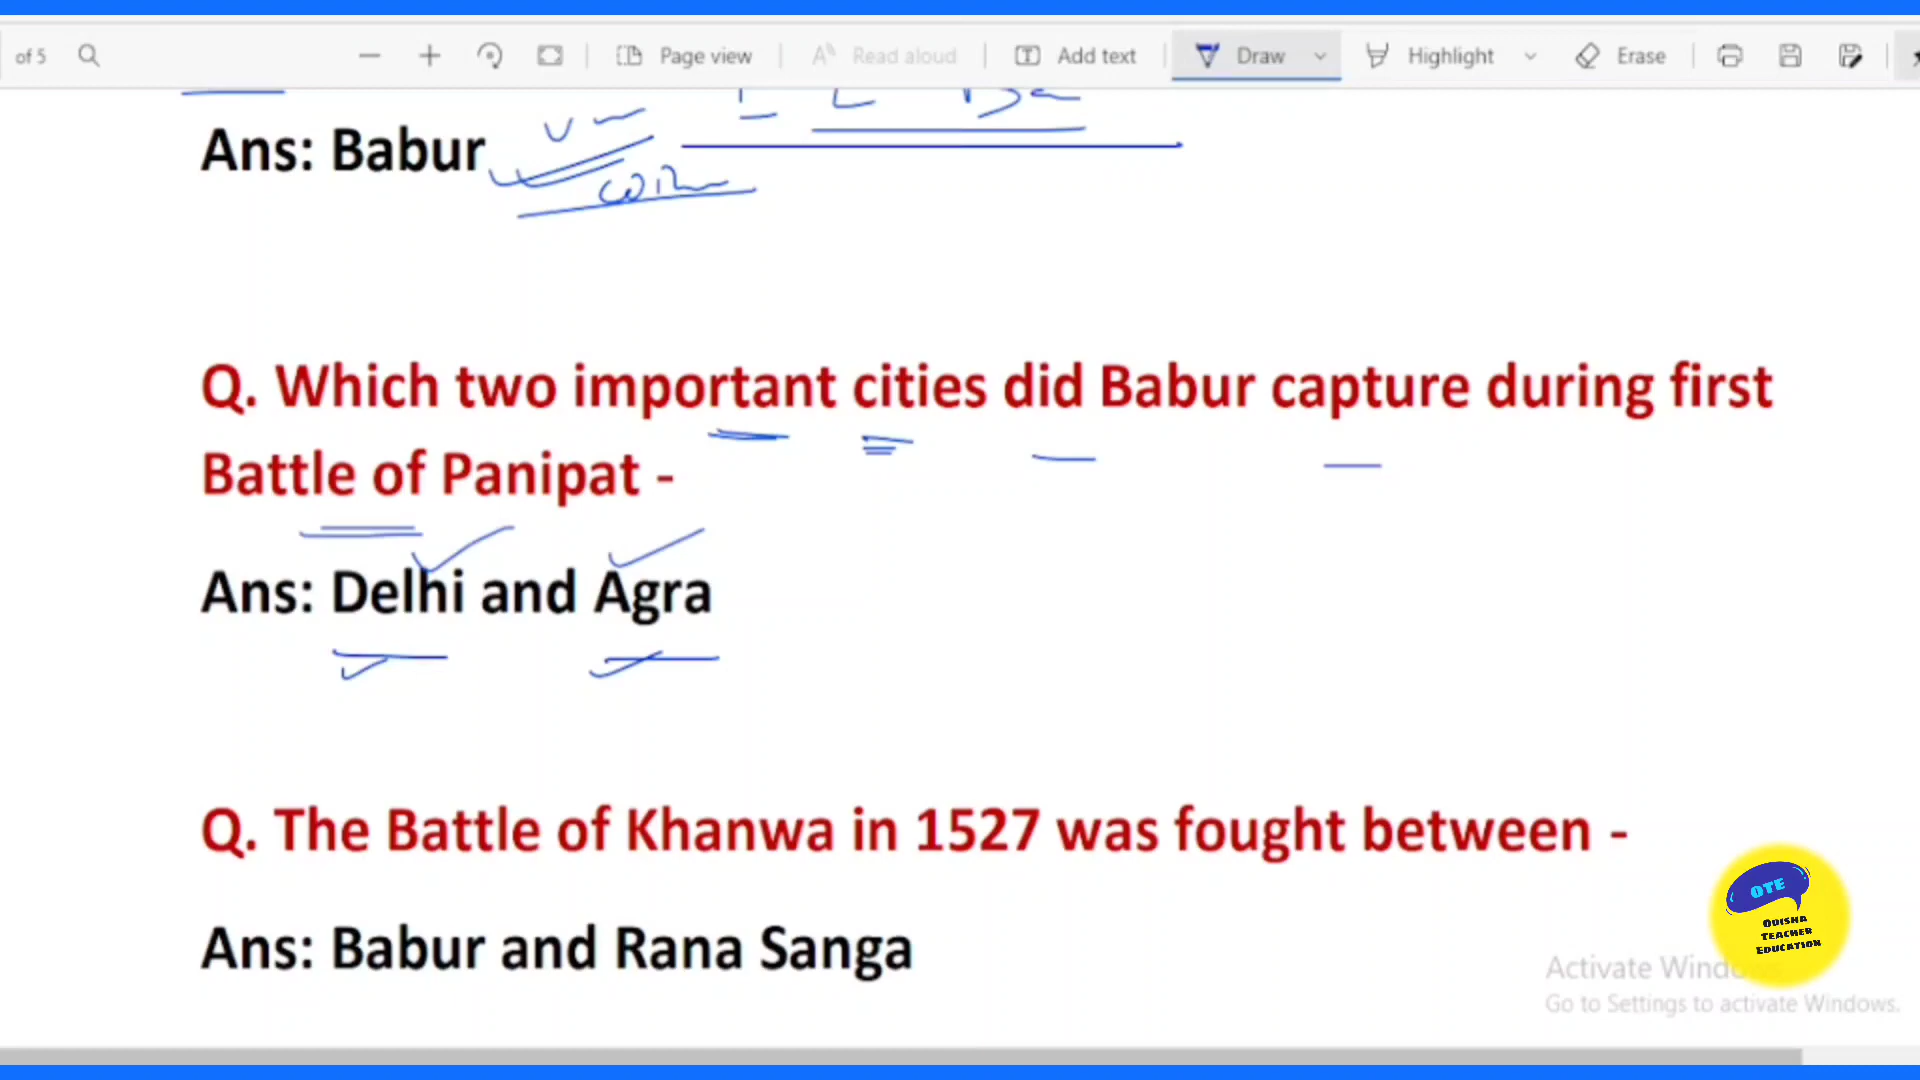 of 5 Page view Read aloud Add text Draw Highlight Erase
Ans: Babur
Q. Which two important cities did Babur capture during first
Battle of Panipat -
Ans: Delhi and Agra
Q. The Battle of Khanwa in 1527 was fought between -
Ans: Babur and Rana Sanga
OTE
ODISHA
TEACHER
EDUCATION
Activate Windo
Go to Settings to activate Windows.